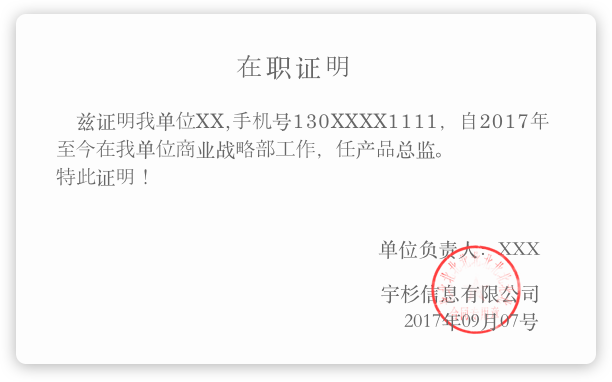 在职证明
兹证明我单位XX,手机号130XXXX1111，自2017年
至今在我单位商业战略部工作，任产品总监。
特此证明！
单位负责人：XXX
宇杉信息有限公司
2017年09月07号